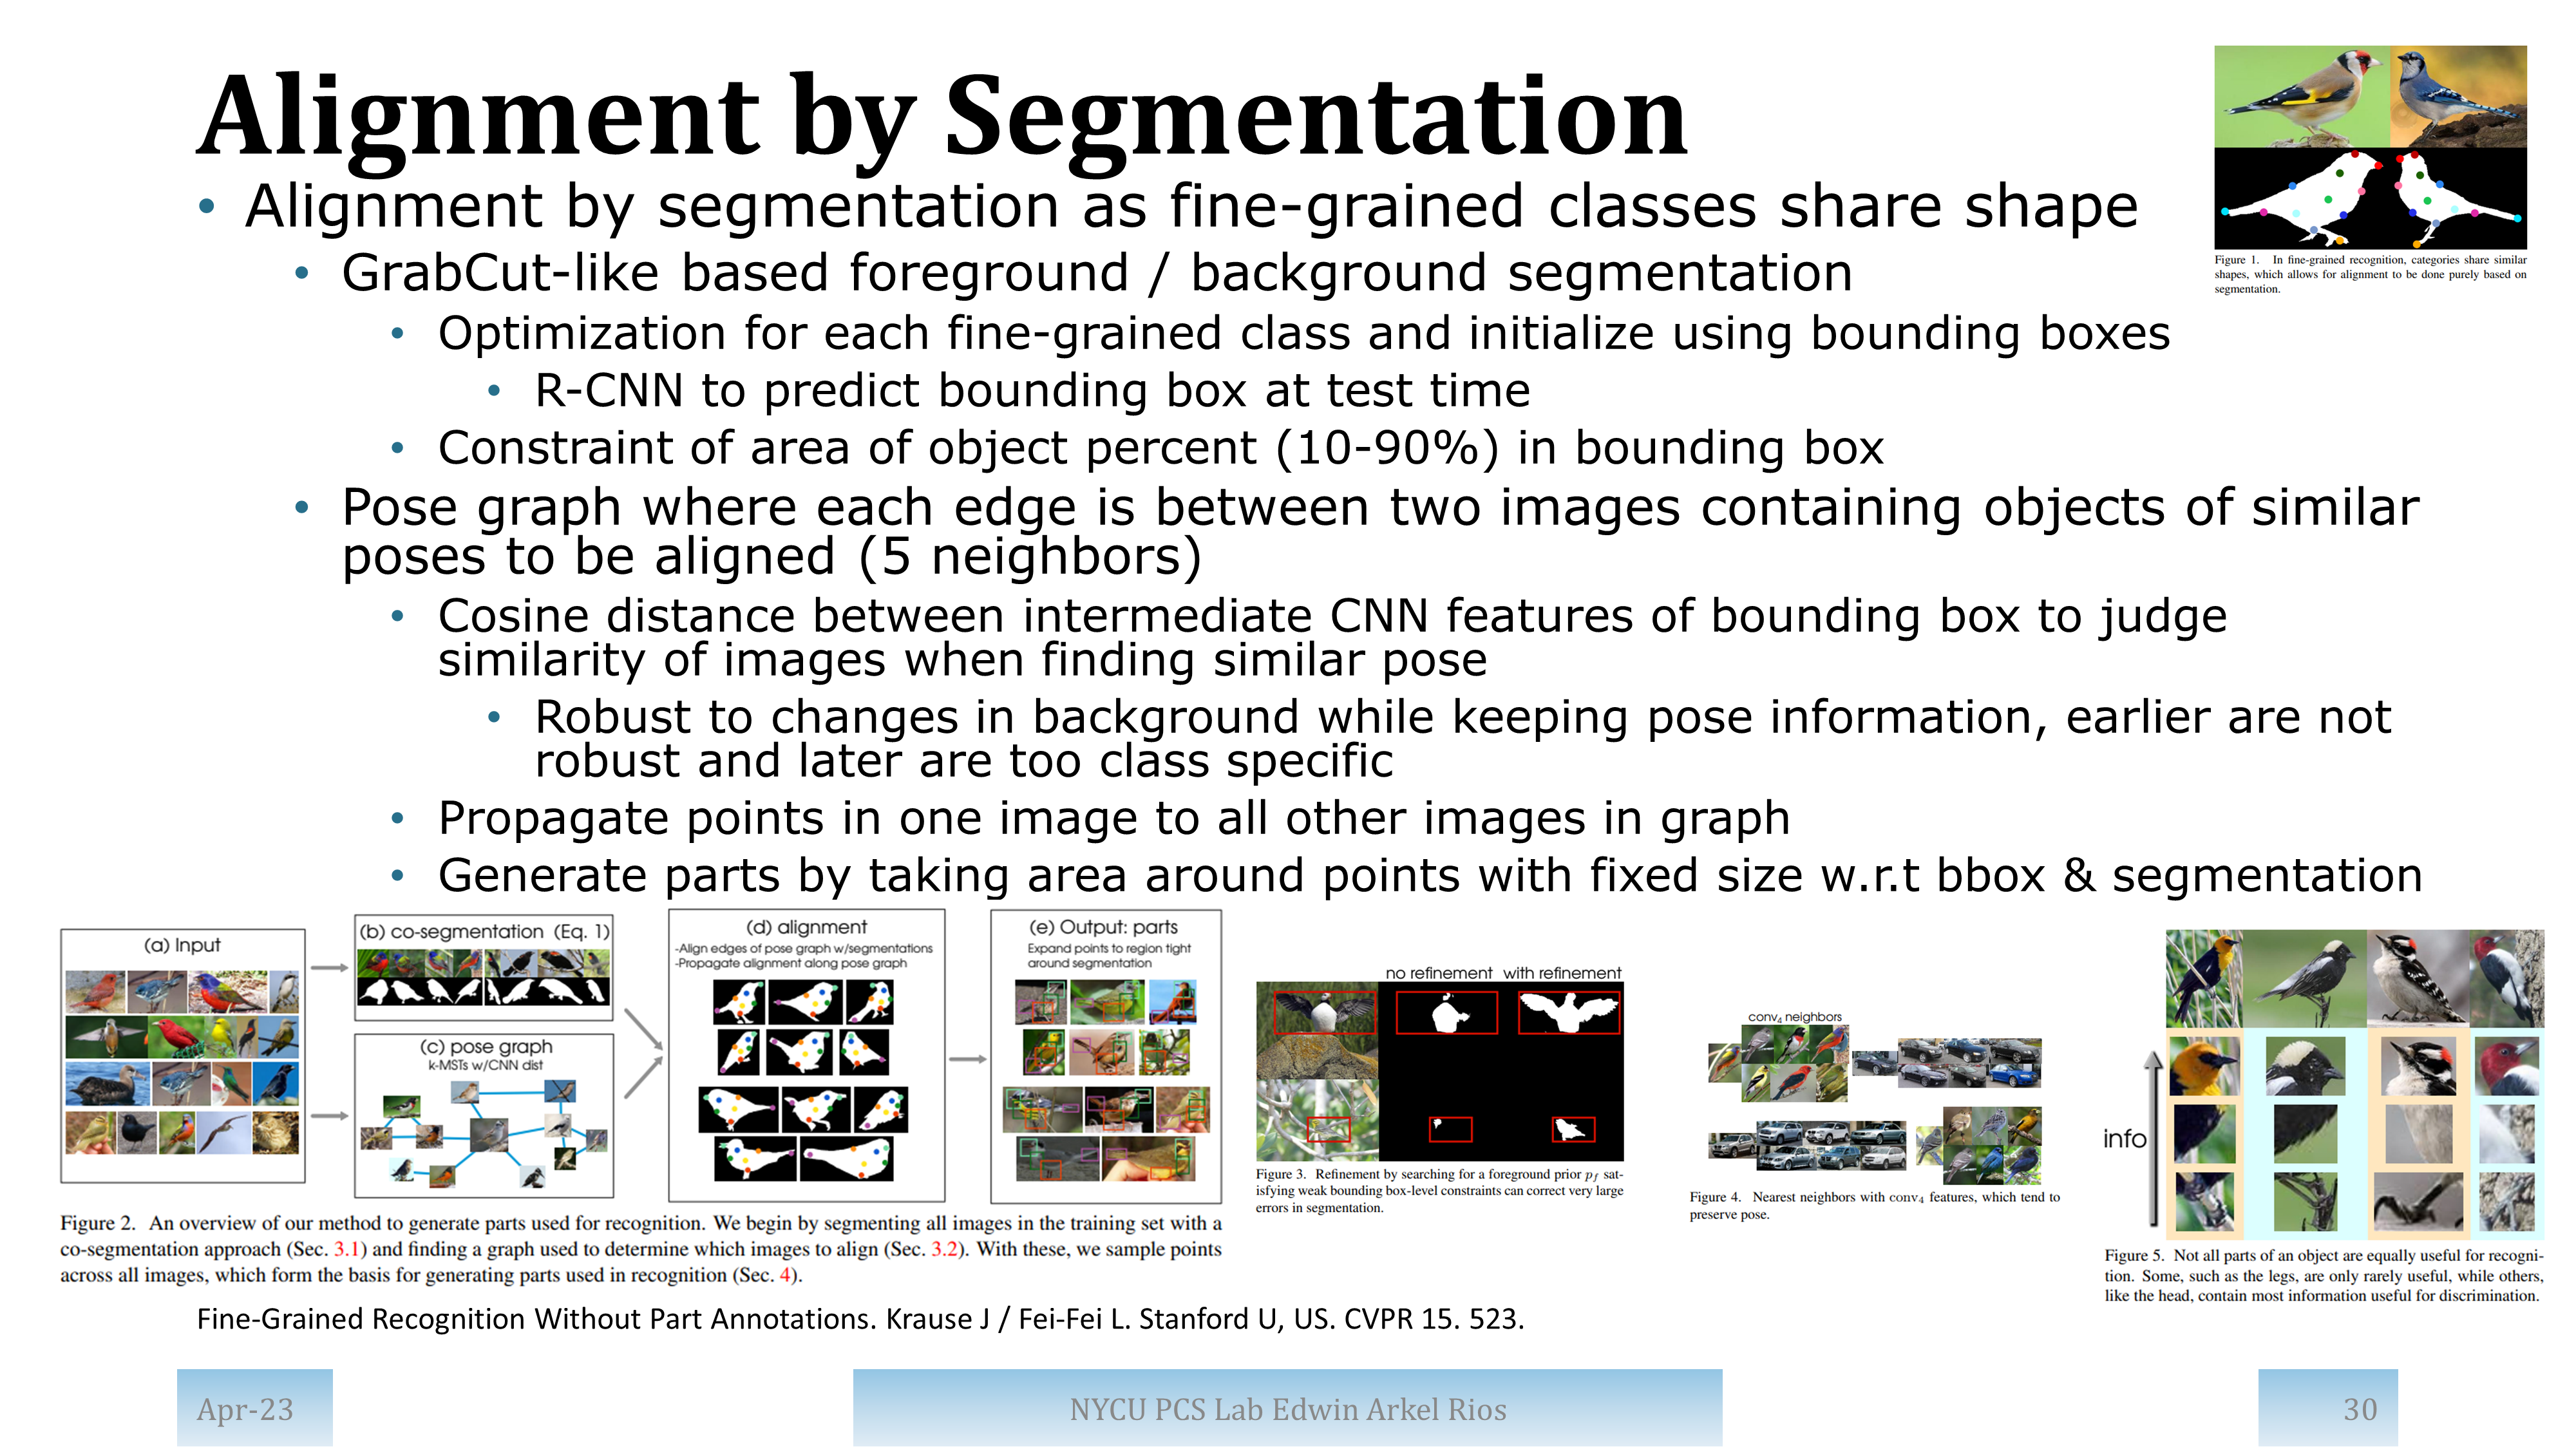 Alignment by Segmentation
• Alignment by segmentation as fine-grained classes share shape
• GrabCut-like based foreground / background segmentation
• Optimization for each fine-grained class and initialize using bounding boxes
• R-CNN to predict bounding box at test time
• Constraint of area of object percent (10-90%) in bounding box
• Pose graph where each edge is between two images containing objects of similar
poses to be aligned (5 neighbors)
• Cosine distance between intermediate CNN features of bounding box to judge
similarity of images when finding similar pose
• Robust to changes in background while keeping pose information, earlier are not
robust and later are too class specific
• Propagate points in one image to all other images in graph
• Generate parts by taking area around points with fixed size w.r.t bbox & segmentation
Figure 1. In fine-grained recognition, categories share similar
shapes, which allows for alignment to be done purely based on
segmentation.
(a) Input
(b) co-segmentation (Eq. 1)
(c) pose graph
k-MSTs w/CNN dist
(d) alignment
-Align edges of pose graph w/segmentations
-Propagate alignment along pose graph
(e) Output: parts
Expand points to region tight
around segmentation
Figure 2. An overview of our method to generate parts used for recognition. We begin by segmenting all images in the training set with a
co-segmentation approach (Sec. 3.1) and finding a graph used to determine which images to align (Sec. 3.2). With these, we sample points
across all images, which form the basis for generating parts used in recognition (Sec. 4).
no refinement with refinement
Figure 3. Refinement by searching for a foreground prior pf sat-
isfying weak bounding box-level constraints can correct very large
errors in segmentation.
conv4 neighbors
Figure 4. Nearest neighbors with conv4 features, which tend to
preserve pose.
info
Figure 5. Not all parts of an object are equally useful for recogni-
tion. Some, such as the legs, are only rarely useful, while others,
like the head, contain most information useful for discrimination.
Fine-Grained Recognition Without Part Annotations. Krause J / Fei-Fei L. Stanford U, US. CVPR 15. 523.
Apr-23
NYCU PCS Lab Edwin Arkel Rios
30